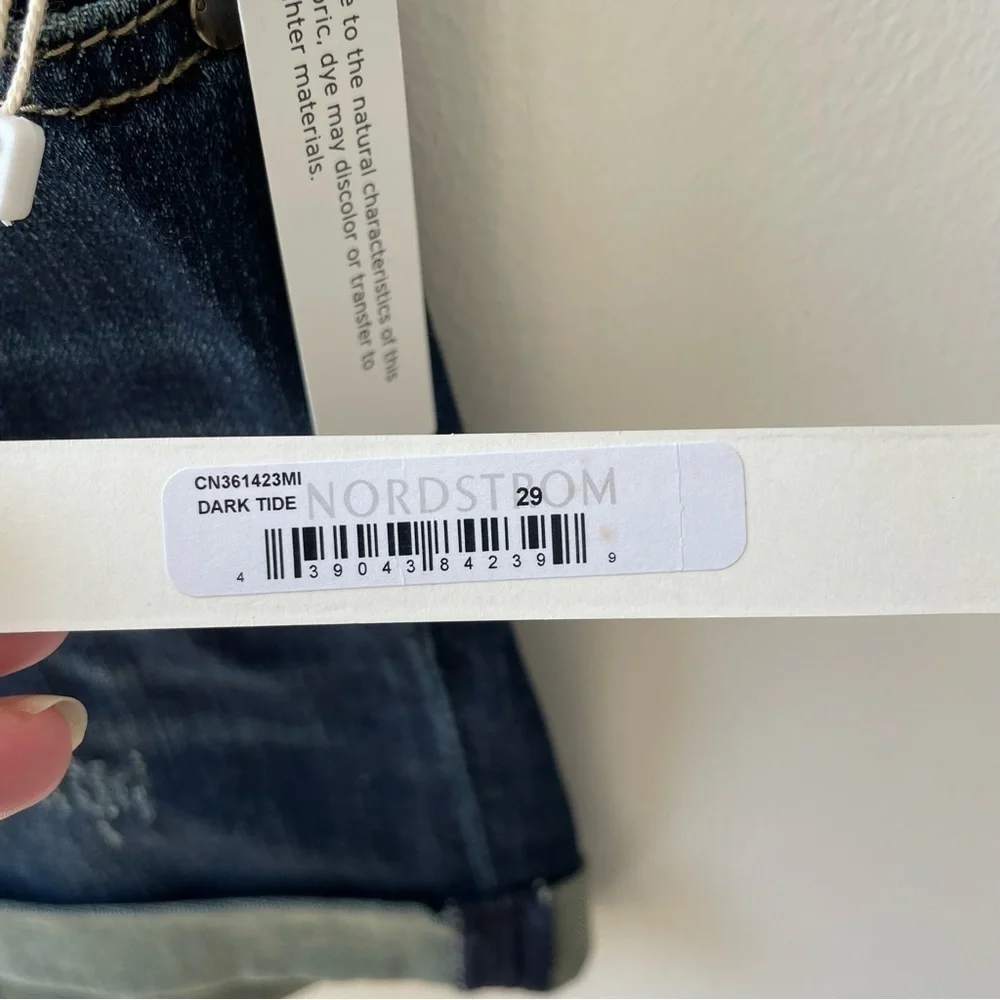 e to the natural characteristics of this
bric, dye may discolor or transfer to
ghter materials.
CN361423MI
DARK TIDE
NORDSTROM
29
4 39043 84239 9